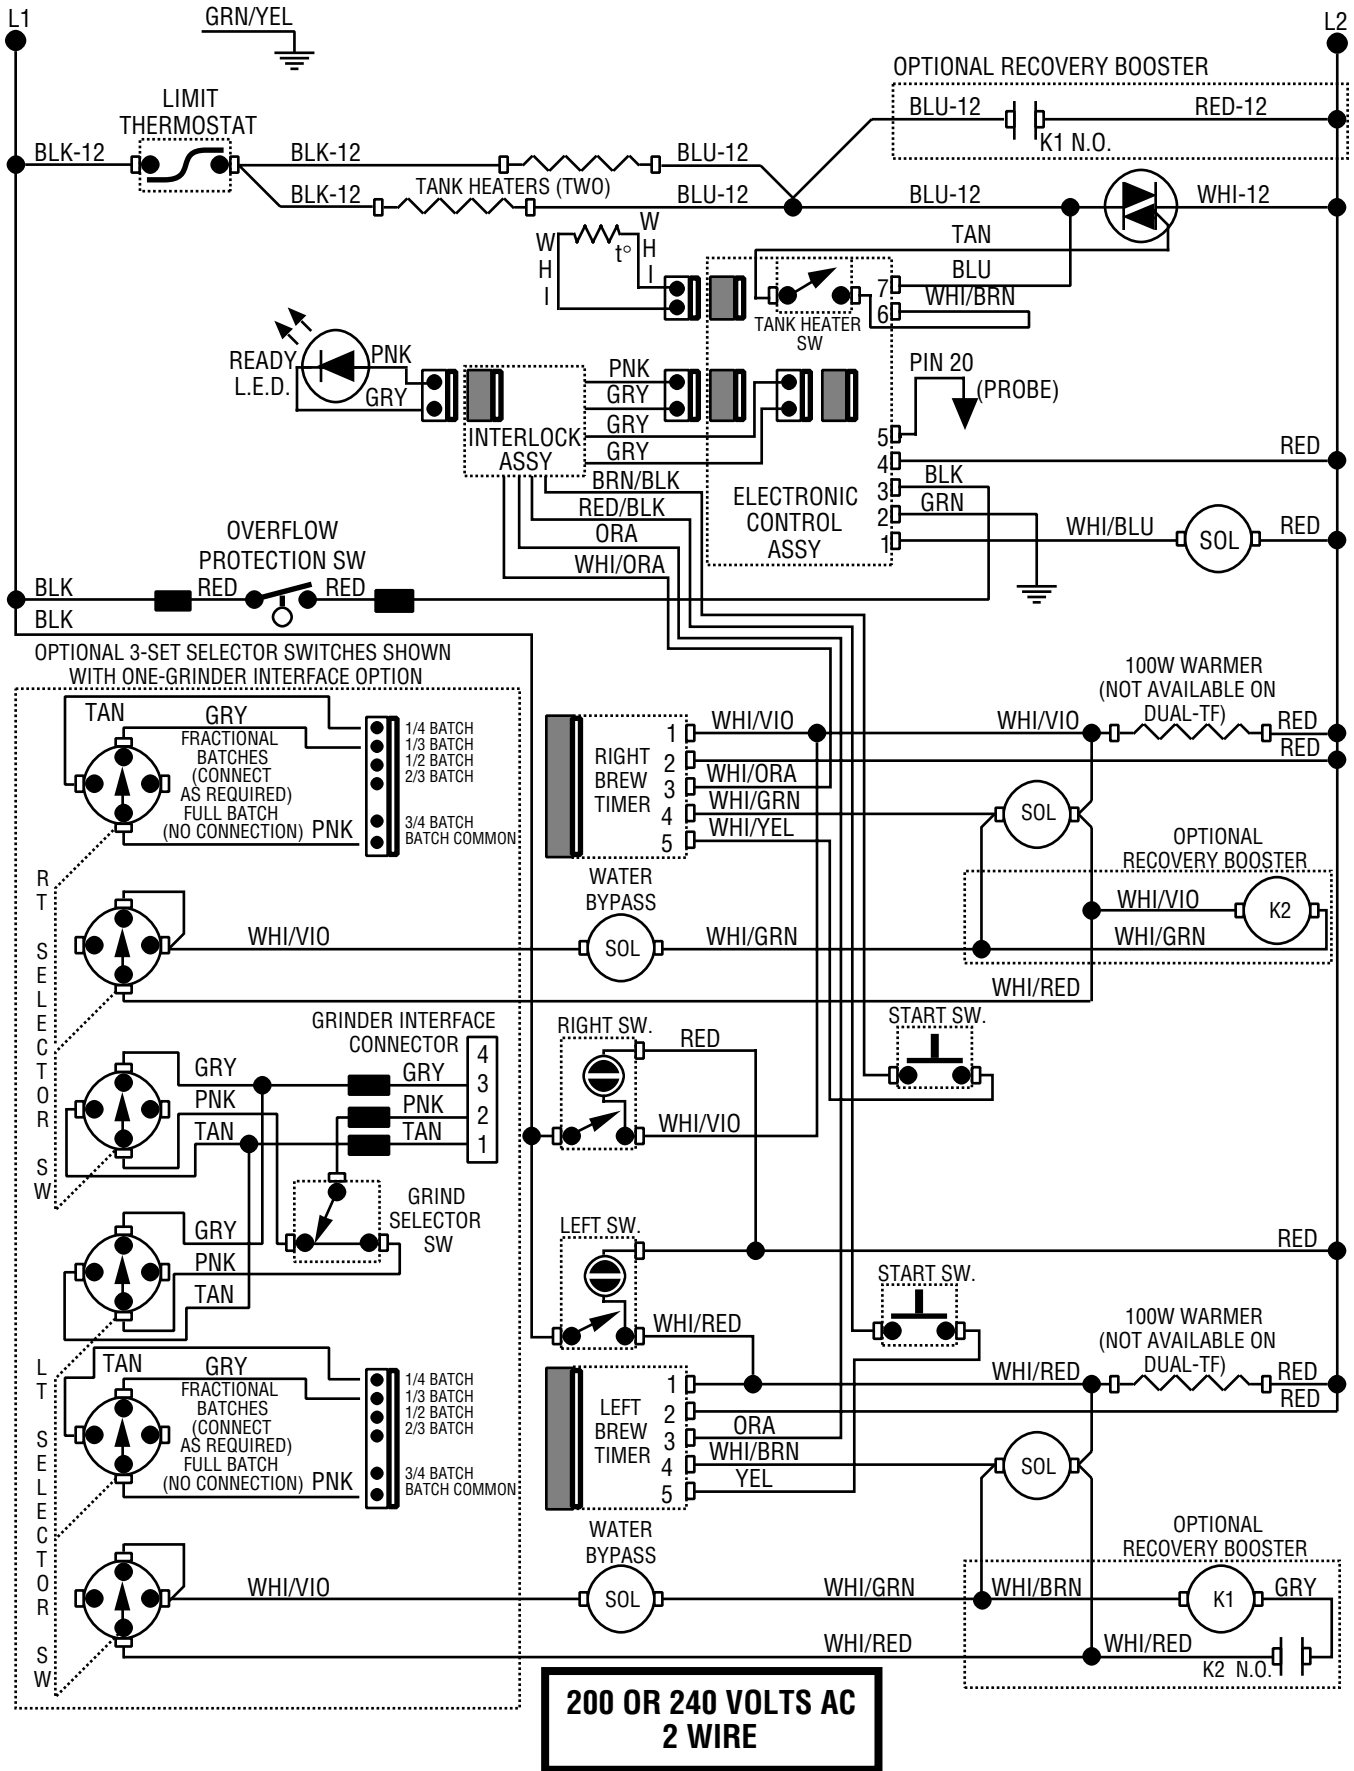 L1
GRN/YEL
L2
OPTIONAL RECOVERY BOOSTER
LIMIT
THERMOSTAT
BLU-12
RED-12
K1 N.O.
BLK-12
BLK-12
BLU-12
BLK-12
TANK HEATERS (TWO)
BLU-12
BLU-12
WHI-12
WHI
t°
WHI
TAN
BLU
7
WHI/BRN
6
TANK HEATER
SW
READY
L.E.D.
PNK
GRY
PNK
GRY
GRY
GRY
PIN 20
(PROBE)
INTERLOCK
ASSY
5
RED
4
BRN/BLK
BLK
3
RED/BLK
ELECTRONIC
CONTROL
ASSY
GRN
2
ORA
WHI/BLU
SOL
RED
1
WHI/ORA
OVERFLOW
PROTECTION SW
BLK
RED
RED
BLK
OPTIONAL 3-SET SELECTOR SWITCHES SHOWN
WITH ONE-GRINDER INTERFACE OPTION
100W WARMER
(NOT AVAILABLE ON
DUAL-TF)
TAN
GRY
FRACTIONAL
BATCHES
(CONNECT
AS REQUIRED)
FULL BATCH
(NO CONNECTION)
PNK
1/4 BATCH
1/3 BATCH
1/2 BATCH
2/3 BATCH
3/4 BATCH
BATCH COMMON
RIGHT
BREW
TIMER
1
WHI/VIO
WHI/VIO
RED
2
RED
3
WHI/ORA
4
WHI/GRN
5
WHI/YEL
SOL
OPTIONAL
RECOVERY BOOSTER
RT SELECTOR SW
WATER
BYPASS
WHI/VIO
K2
WHI/VIO
SOL
WHI/GRN
WHI/GRN
WHI/RED
GRINDER INTERFACE
CONNECTOR
RIGHT SW.
START SW.
RED
4
GRY
GRY
3
PNK
PNK
2
TAN
TAN
1
WHI/VIO
GRIND
SELECTOR
SW
LEFT SW.
GRY
RED
PNK
START SW.
TAN
WHI/RED
100W WARMER
(NOT AVAILABLE ON
DUAL-TF)
LT SELECTOR SW
TAN
GRY
FRACTIONAL
BATCHES
(CONNECT
AS REQUIRED)
FULL BATCH
(NO CONNECTION)
PNK
1/4 BATCH
1/3 BATCH
1/2 BATCH
2/3 BATCH
3/4 BATCH
BATCH COMMON
LEFT
BREW
TIMER
1
WHI/RED
RED
2
RED
3
ORA
4
WHI/BRN
5
YEL
SOL
WATER
BYPASS
OPTIONAL
RECOVERY BOOSTER
WHI/VIO
SOL
WHI/GRN
WHI/BRN
K1
GRY
WHI/RED
WHI/RED
K2 N.O.
200 OR 240 VOLTS AC
2 WIRE